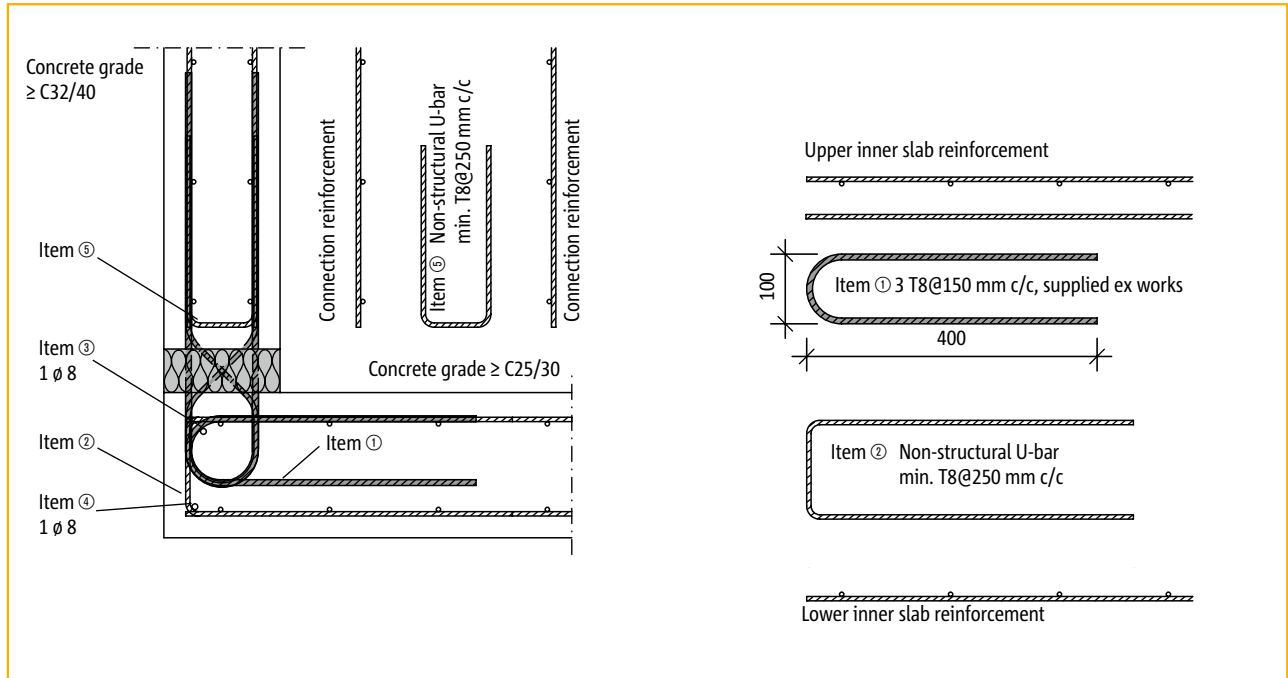 Concrete grade
≥ C32/40
Item ⑤
Item ③
1 ø 8
Item ②
Item ④
1 ø 8
Item ①
Connection reinforcement
Item ⑤ Non-structural U-bar
min. T8@250 mm c/c
Connection reinforcement
Concrete grade ≥ C25/30
Upper inner slab reinforcement
100
Item ① 3 T8@150 mm c/c, supplied ex works
400
Item ② Non-structural U-bar
min. T8@250 mm c/c
Lower inner slab reinforcement